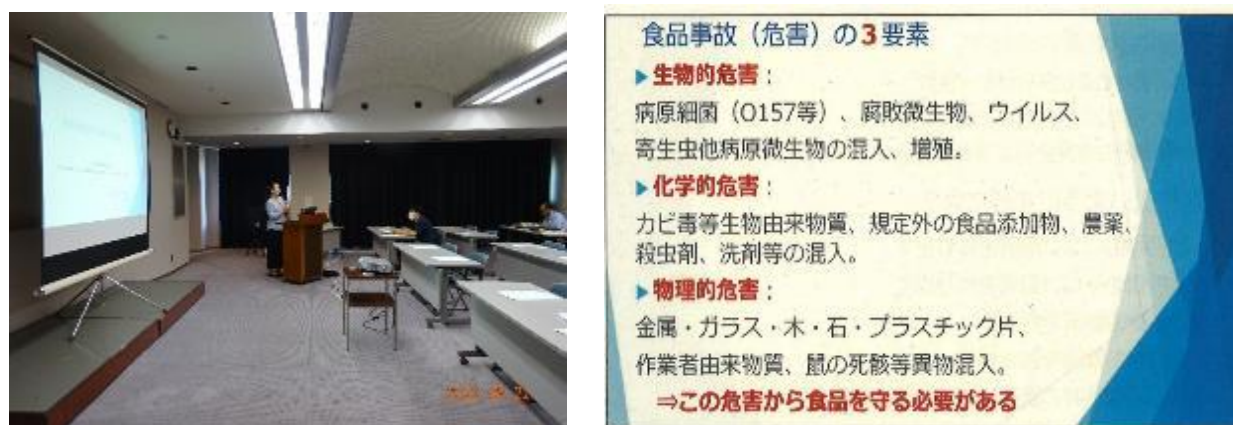 食品事故（危害）の3要素
▶生物的危害：
病原細菌（O157等）、腐敗微生物、ウイルス、
寄生虫他病原微生物の混入、増殖。
▶化学的危害：
カビ毒等生物由来物質、規定外の食品添加物、農薬、
殺虫剤、洗剤等の混入。
▶物理的危害：
金属・ガラス・木・石・プラスチック片、
作業者由来物質、鼠の死骸等異物混入。
⇒この危害から食品を守る必要がある